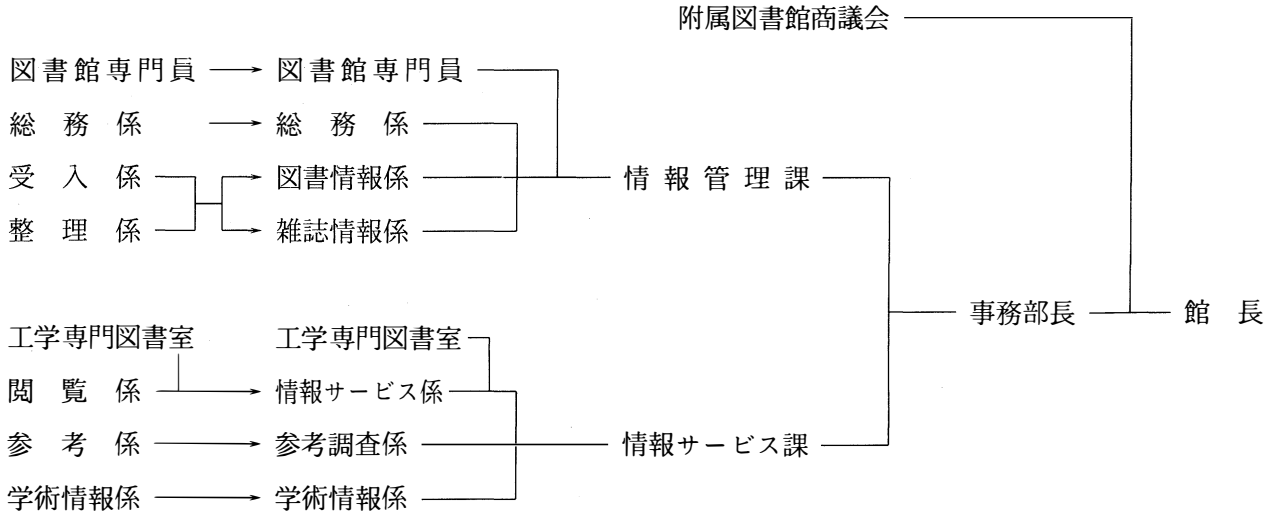 附属図書館商議会
図書館専門員 図書館専門員
総務係 総務係
受入係 図書情報係 情報管理課
整理係 雑誌情報係
事務部長 館長
工学専門図書室 工学専門図書室
閲覧係 情報サービス係
参考係 参考調査係 情報サービス課
学術情報係 学術情報係